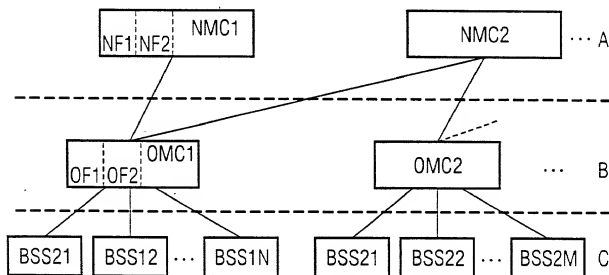 NF1 NF2 NMC1 NMC2 ... A
OF1 OF2 OMC1 OMC2 ... B
BSS21 BSS12 ... BSS1N BSS21 BSS22 ... BSS2M C